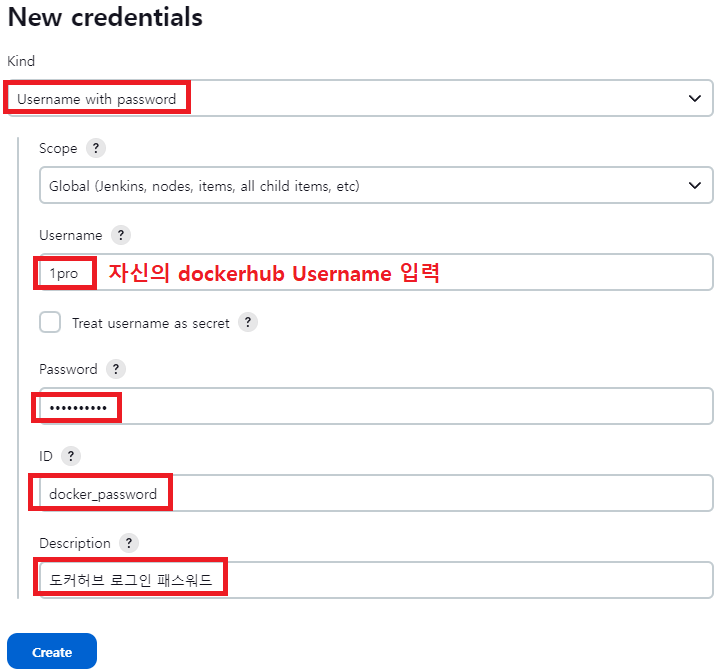 New credentials
Kind
Username with password
Scope ?
Global (Jenkins, nodes, items, all child items, etc)
Username ?
1pro 자신의 dockerhub Username 입력
Treat username as secret ?
Password ?
••••••••••
ID ?
docker_password
Description ?
도커허브 로그인 패스워드
Create